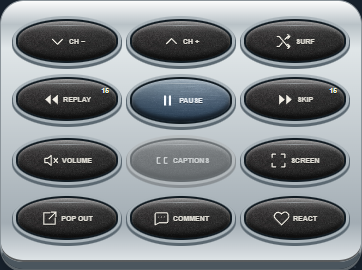 CH − CH + SURF
REPLAY 15 PAUSE SKIP 15
VOLUME CAPTIONS SCREEN
POP OUT COMMENT REACT